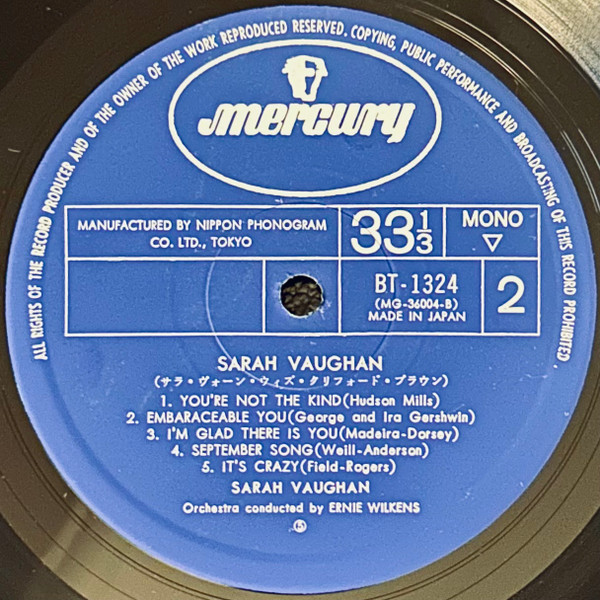 ALL RIGHTS OF THE RECORD PRODUCER AND OF THE OWNER OF THE WORK REPRODUCED RESERVED. COPYING, PUBLIC PERFORMANCE AND BROADCASTING OF THIS RECORD PROHIBITED.
mercury
MANUFACTURED BY NIPPON PHONOGRAM
CO. LTD., TOKYO
33⅓
MONO
▽
BT-1324
(MG-36004-B)
MADE IN JAPAN
2
SARAH VAUGHAN
(サラ・ヴォーン・ウィズ・クリフォード・ブラウン)
1. YOU'RE NOT THE KIND(Hudson Mills)
2. EMBARACEABLE YOU(George and Ira Gershwin)
3. I'M GLAD THERE IS YOU(Madeira-Dorsey)
4. SEPTEMBER SONG(Weill-Anderson)
5. IT'S CRAZY(Field-Rogers)
SARAH VAUGHAN
Orchestra conducted by ERNIE WILKENS
Ⓢ